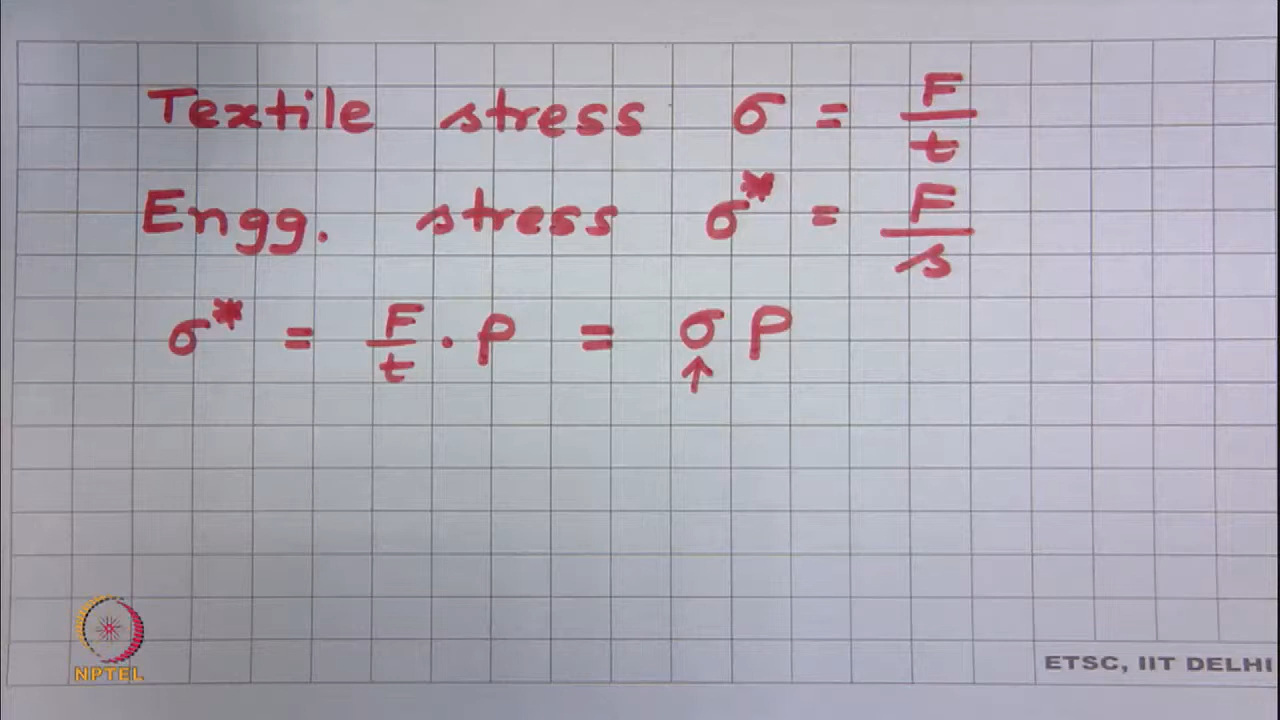 Textile stress σ = F/t
Engg. stress σ* = F/s
σ* = F/t · ρ = σ ρ
↑
NPTEL
ETSC, IIT DELHI